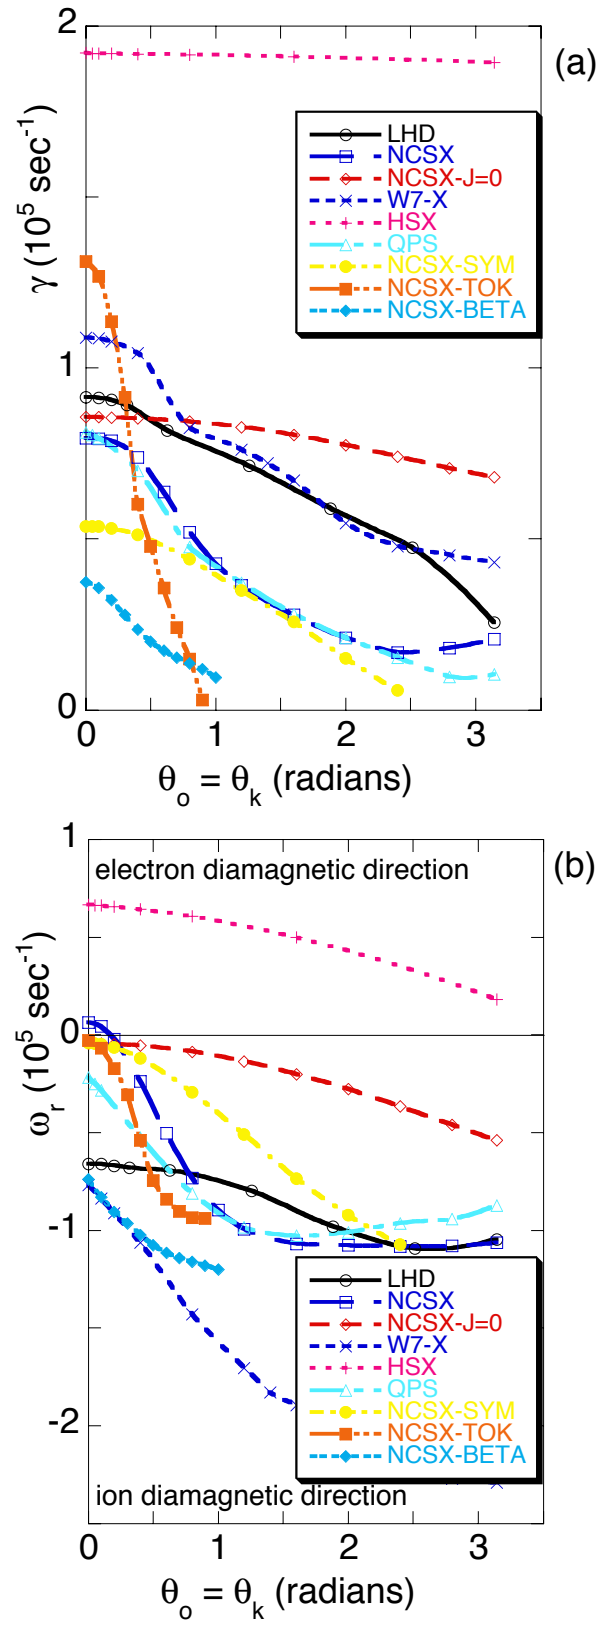 2
(a)
LHD
NCSX
NCSX-J=0
W7-X
HSX
QPS
NCSX-SYM
NCSX-TOK
NCSX-BETA
γ (10⁵ sec⁻¹)
1
0
0 1 2 3
θₒ = θₖ (radians)
1
electron diamagnetic direction
(b)
ωᵣ (10⁵ sec⁻¹)
0
-1
LHD
NCSX
NCSX-J=0
W7-X
HSX
QPS
NCSX-SYM
NCSX-TOK
NCSX-BETA
-2
ion diamagnetic direction
0 1 2 3
θₒ = θₖ (radians)